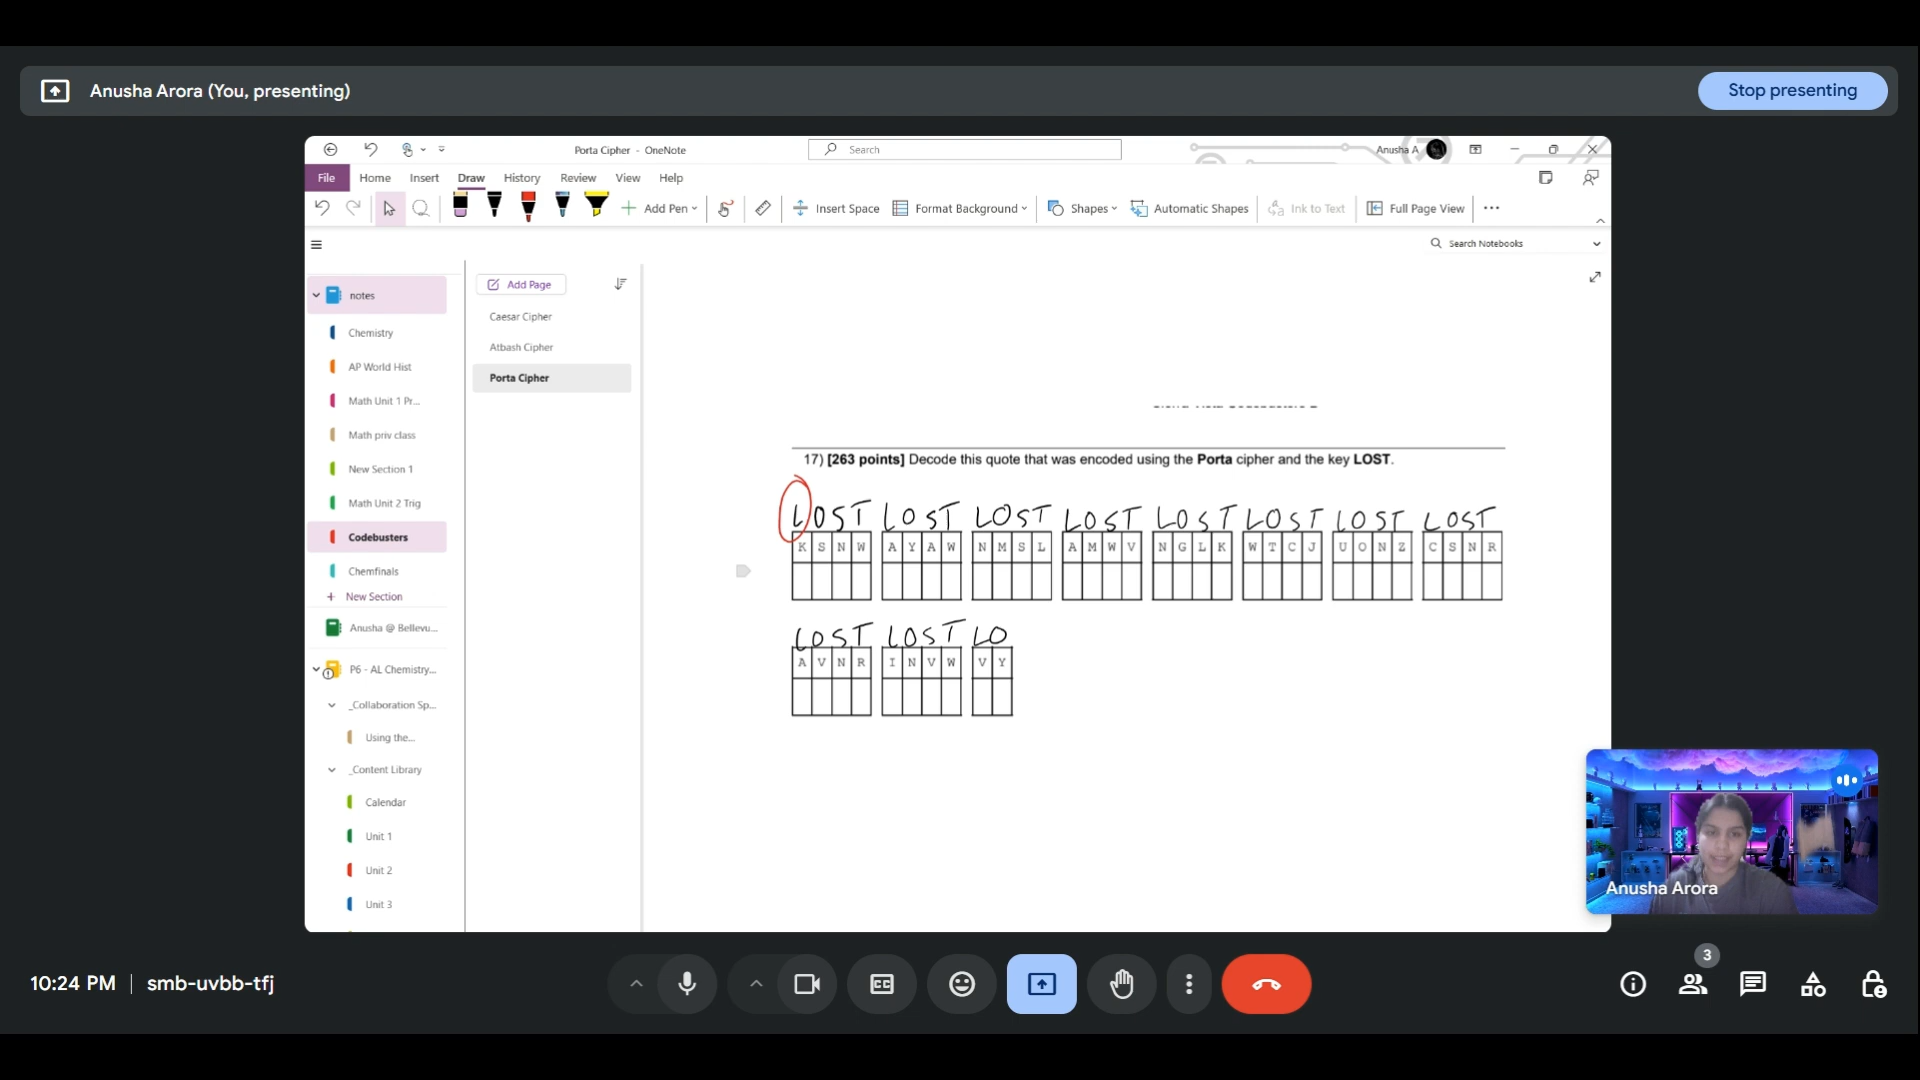 Anusha Arora (You, presenting)
Stop presenting
Porta Cipher - OneNote
Search
Anusha A
File Home Insert Draw History Review View Help
Add Pen
Insert Space
Format Background
Shapes
Automatic Shapes
Ink to Text
Full Page View
Search Notebooks
notes
Chemistry
AP World Hist
Math Unit 1 Pr...
Math priv class
New Section 1
Math Unit 2 Trig
Codebusters
Chemfinals
New Section
Anusha @ Bellevu...
P6 - AL Chemistry...
_Collaboration Sp...
Using the...
_Content Library
Calendar
Unit 1
Unit 2
Unit 3
Add Page
Caesar Cipher
Atbash Cipher
Porta Cipher
17) [263 points] Decode this quote that was encoded using the Porta cipher and the key LOST.
LOST LOST LOST LOST LOST LOST LOST LOST
K S N W A Y A W N M S L A M W V N G L K W T C J U O N Z C S N R
LOST LOST LO
A V N R I N V W V Y
Anusha Arora
10:24 PM | smb-uvbb-tfj
CC
3